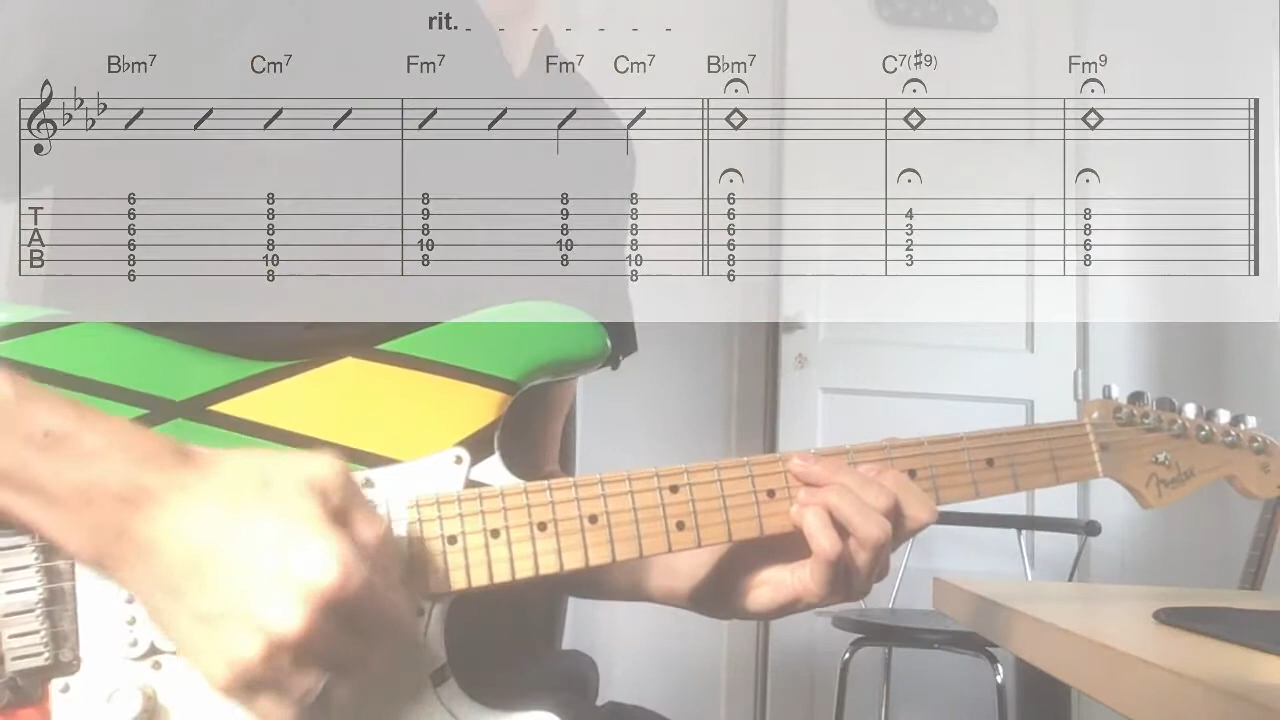 rit. - - - - - - -
B♭m7 Cm7 Fm7 Fm7 Cm7 B♭m7 C7(♯9) Fm9
6 8 8 8 8 6
T 6 8 9 9 8 6 4 8
6 8 8 8 8 6 3 8
A 6 8 10 10 8 6 2 6
B 8 10 8 8 10 8 3 8
6 8 8 6
Fender